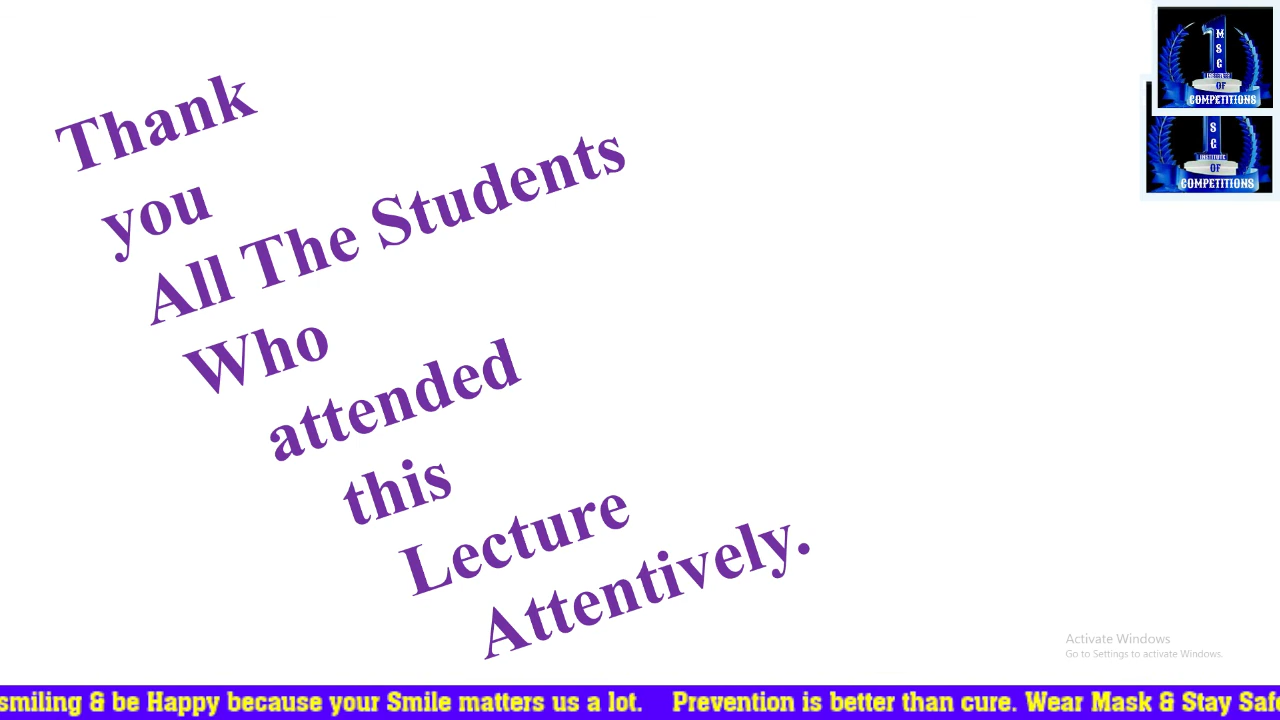 Thank
you
All The Students
Who
attended
this
Lecture
Attentively.
M
S
G
OF
COMPETITIONS
S
G
INSTITUTE
OF
COMPETITIONS
Activate Windows
Go to Settings to activate Windows.
smiling & be Happy because your Smile matters us a lot. Prevention is better than cure. Wear Mask & Stay Safe